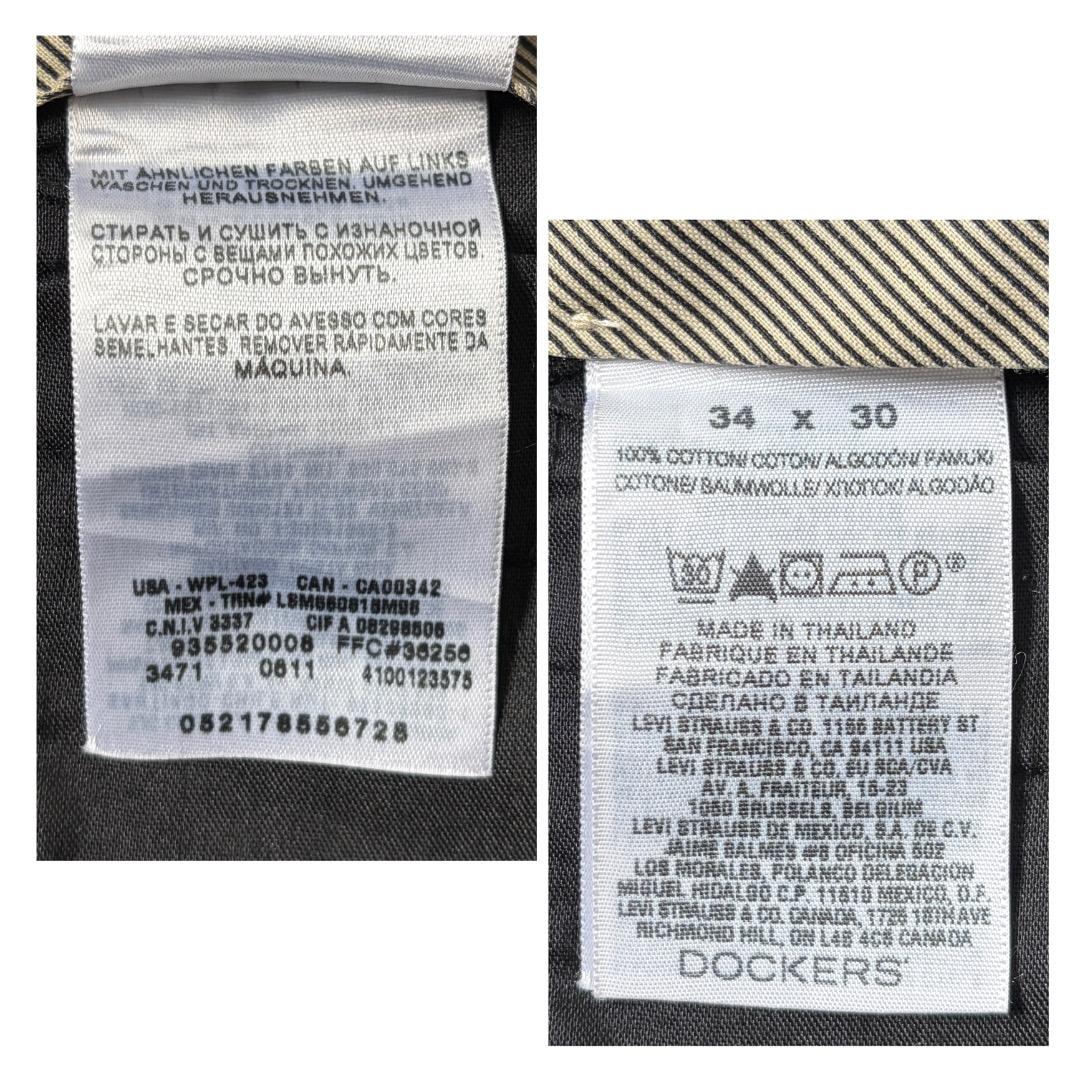 MIT ÄHNLICHEN FARBEN AUF LINKS
WASCHEN UND TROCKNEN. UMGEHEND
HERAUSNEHMEN.
СТИРАТЬ И СУШИТЬ С ИЗНАНОЧНОЙ
СТОРОНЫ С ВЕЩАМИ ПОХОЖИХ ЦВЕТОВ.
СРОЧНО ВЫНУТЬ.
LAVAR E SECAR DO AVESSO COM CORES
SEMELHANTES. REMOVER RAPIDAMENTE DA
MÁQUINA.
USA - WPL-423 CAN - CA00342
MEX - TRN#
C.N.I.V 3337 CIF A 08298506
935520008 FFC#36256
3471 0611 4100123575
052178556728
34 x 30
100% COTTON/ COTON/ ALGODÓN/ PAMUK/
COTONE/ BAUMWOLLE/ ХЛОПОК/ ALGODÃO
30 P ®
MADE IN THAILAND
FABRIQUE EN THAILANDE
FABRICADO EN TAILANDIA
СДЕЛАНО В ТАИЛАНДЕ
LEVI STRAUSS & CO. 1155 BATTERY ST
SAN FRANCISCO, CA 94111 USA
LEVI STRAUSS & CO. EU SCA/CVA
AV. A. FRAITEUR, 15-23
1050 BRUSSELS, BELGIUM
LEVI STRAUSS DE MEXICO, S.A. DE C.V.
JAIME BALMES #8 OFICINA 502
LOS MORALES, POLANCO DELEGACION
MIGUEL HIDALGO C.P. 11510 MEXICO, D.F.
LEVI STRAUSS & CO. CANADA, 1725 16TH AVE
RICHMOND HILL, ON L4B 4C6 CANADA
DOCKERS®